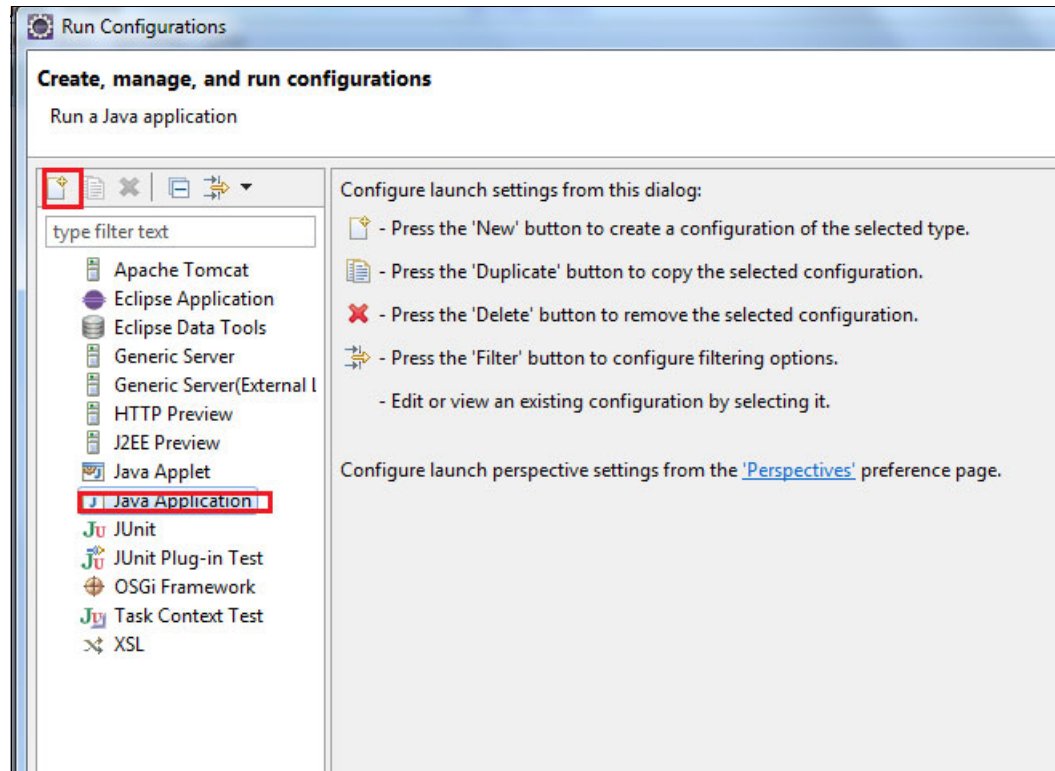 Run Configurations
Create, manage, and run configurations
Run a Java application
type filter text
Apache Tomcat
Eclipse Application
Eclipse Data Tools
Generic Server
Generic Server(External L
HTTP Preview
J2EE Preview
Java Applet
Java Application
JUnit
JUnit Plug-in Test
OSGi Framework
Task Context Test
XSL
Configure launch settings from this dialog:
- Press the 'New' button to create a configuration of the selected type.
- Press the 'Duplicate' button to copy the selected configuration.
- Press the 'Delete' button to remove the selected configuration.
- Press the 'Filter' button to configure filtering options.
- Edit or view an existing configuration by selecting it.
Configure launch perspective settings from the 'Perspectives' preference page.